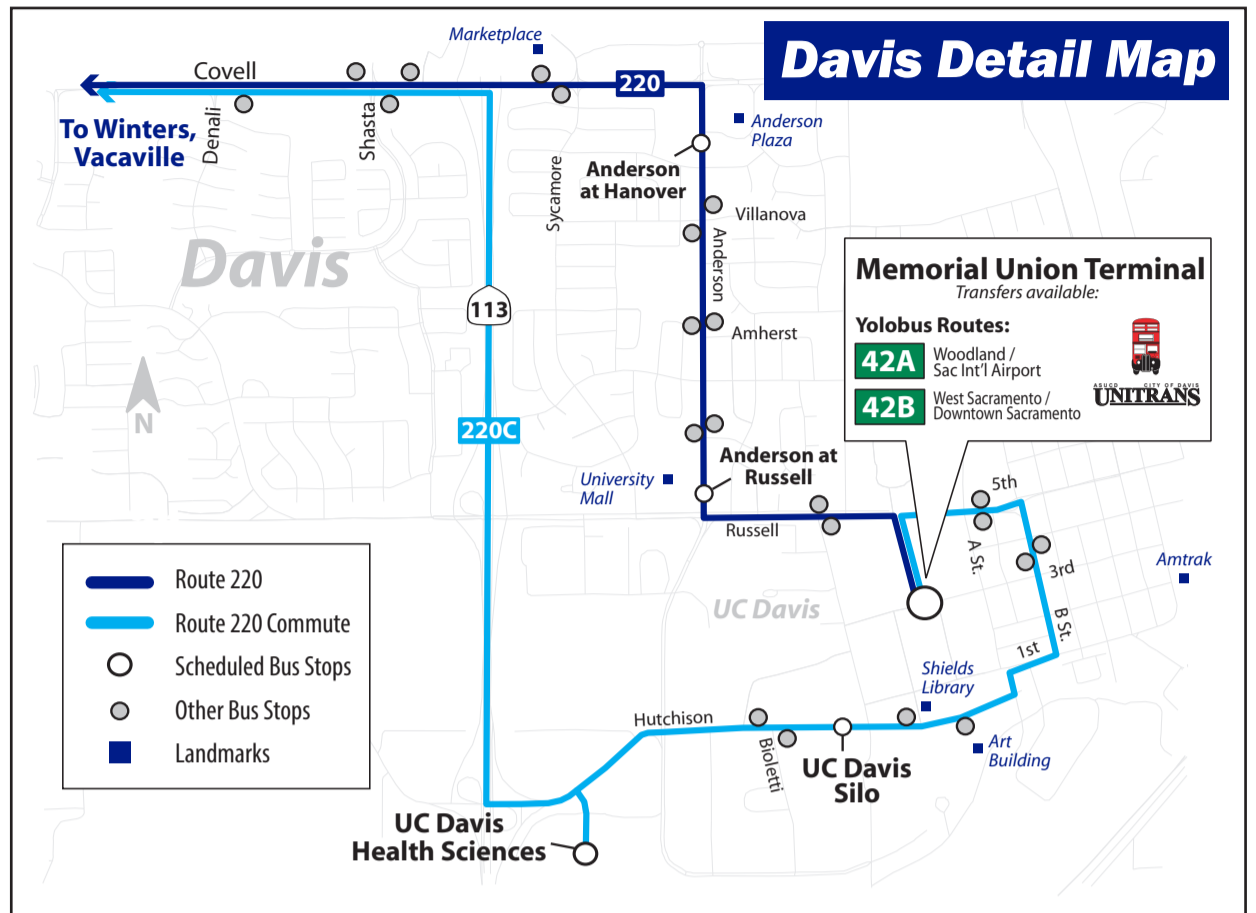 Davis Detail Map
Marketplace
Covell
220
To Winters,
Vacaville
Denali
Shasta
Sycamore
Anderson
Plaza
Anderson
at Hanover
Villanova
Anderson
Davis
113
Amherst
N
220C
Memorial Union Terminal
Transfers available:
Yolobus Routes:
42A
Woodland /
Sac Int'l Airport
42B
West Sacramento /
Downtown Sacramento
ASUCD CITY OF DAVIS
UNITRANS
University
Mall
Anderson at
Russell
Russell
5th
A St.
3rd
B St.
1st
Amtrak
UC Davis
Route 220
Route 220 Commute
Scheduled Bus Stops
Other Bus Stops
Landmarks
Shields
Library
Hutchison
Bioletti
Art
Building
UC Davis
Silo
UC Davis
Health Sciences